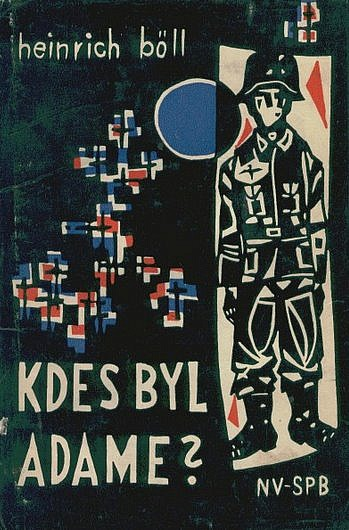 heinrich böll
KDES BYL
ADAME?
NV-SPB